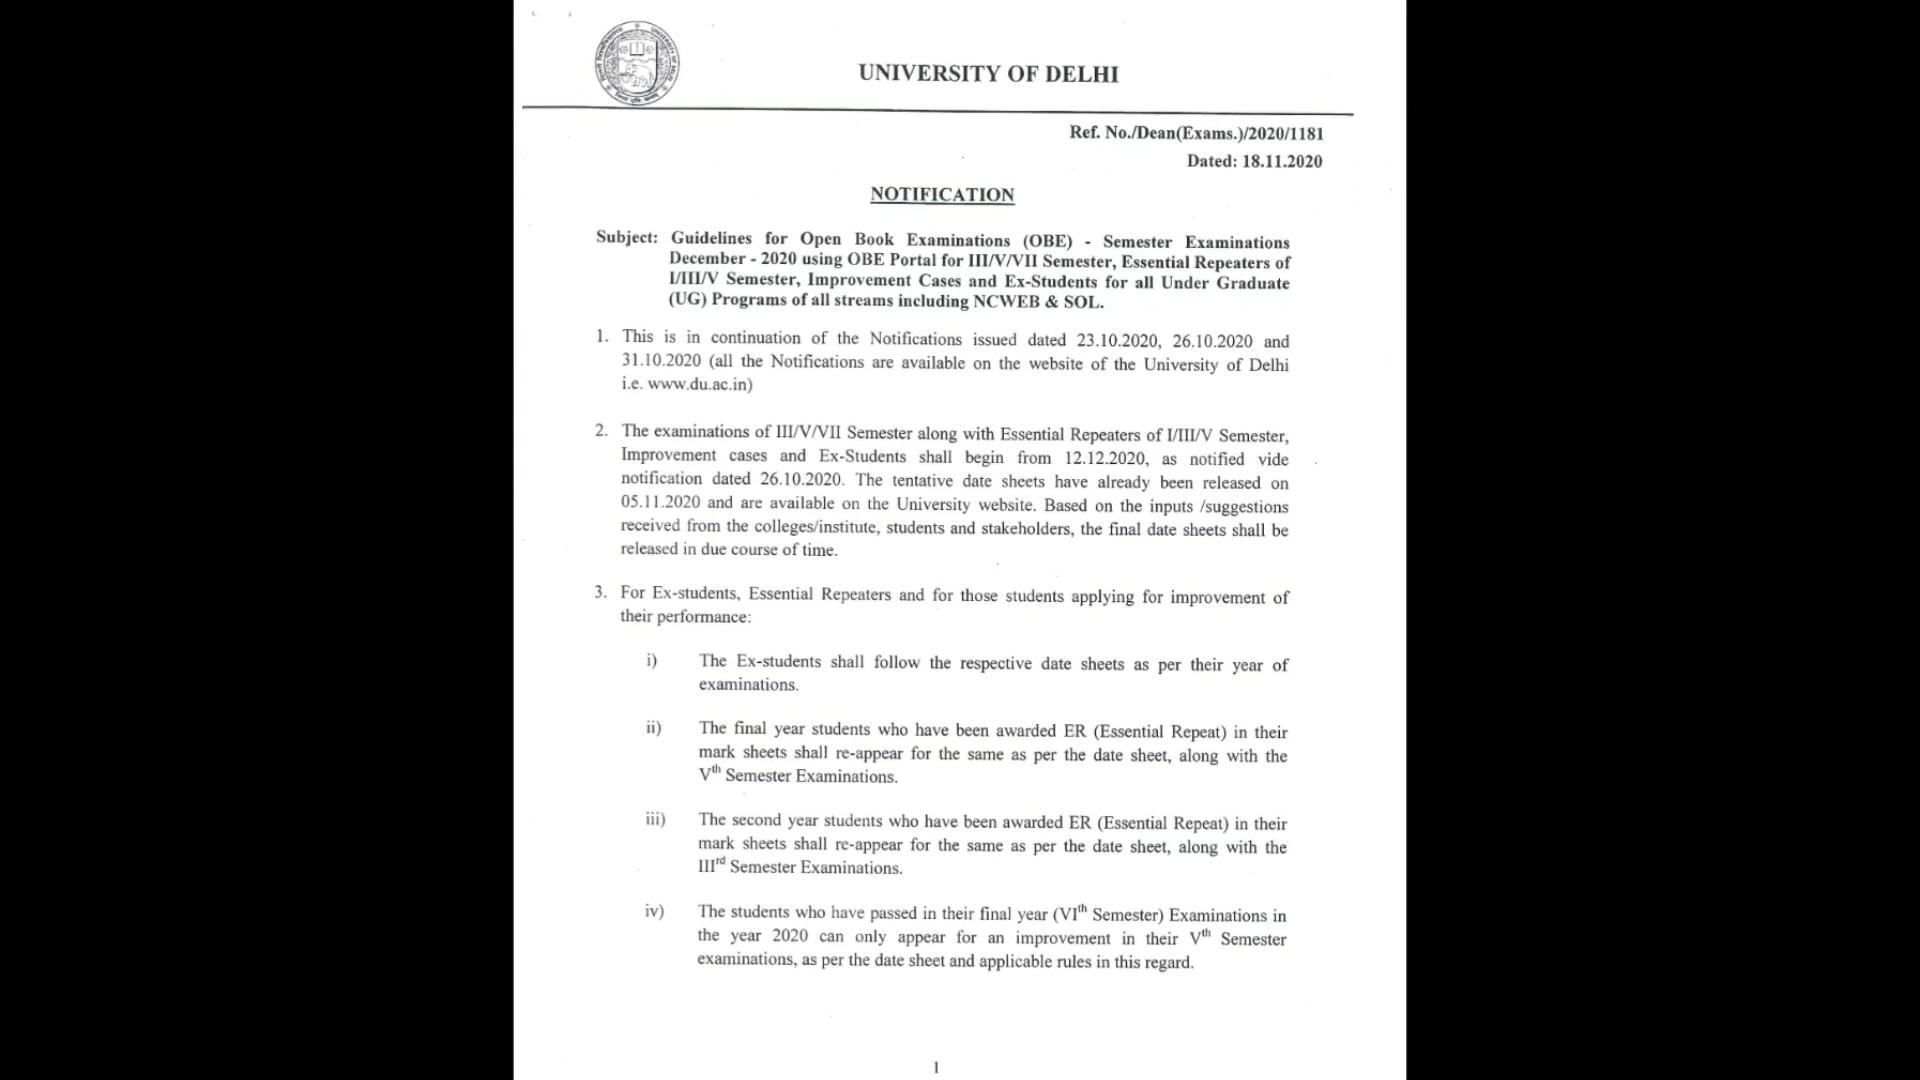 UNIVERSITY OF DELHI
Ref. No./Dean(Exams.)/2020/1181
Dated: 18.11.2020
NOTIFICATION
Subject: Guidelines for Open Book Examinations (OBE) - Semester Examinations
December - 2020 using OBE Portal for III/V/VII Semester, Essential Repeaters of
I/III/V Semester, Improvement Cases and Ex-Students for all Under Graduate
(UG) Programs of all streams including NCWEB & SOL.
1. This is in continuation of the Notifications issued dated 23.10.2020, 26.10.2020 and
31.10.2020 (all the Notifications are available on the website of the University of Delhi
i.e. www.du.ac.in)
2. The examinations of III/V/VII Semester along with Essential Repeaters of I/III/V Semester,
Improvement cases and Ex-Students shall begin from 12.12.2020, as notified vide
notification dated 26.10.2020. The tentative date sheets have already been released on
05.11.2020 and are available on the University website. Based on the inputs /suggestions
received from the colleges/institute, students and stakeholders, the final date sheets shall be
released in due course of time.
3. For Ex-students, Essential Repeaters and for those students applying for improvement of
their performance:
i) The Ex-students shall follow the respective date sheets as per their year of
examinations.
ii) The final year students who have been awarded ER (Essential Repeat) in their
mark sheets shall re-appear for the same as per the date sheet, along with the
Vth Semester Examinations.
iii) The second year students who have been awarded ER (Essential Repeat) in their
mark sheets shall re-appear for the same as per the date sheet, along with the
IIIrd Semester Examinations.
iv) The students who have passed in their final year (VIth Semester) Examinations in
the year 2020 can only appear for an improvement in their Vth Semester
examinations, as per the date sheet and applicable rules in this regard.
1